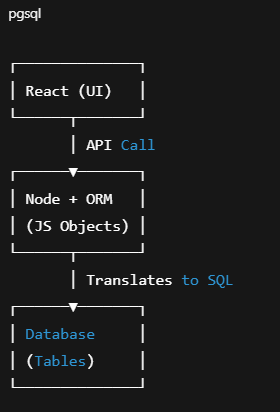 pgsql
React (UI)
API Call
Node + ORM
(JS Objects)
Translates to SQL
Database
(Tables)